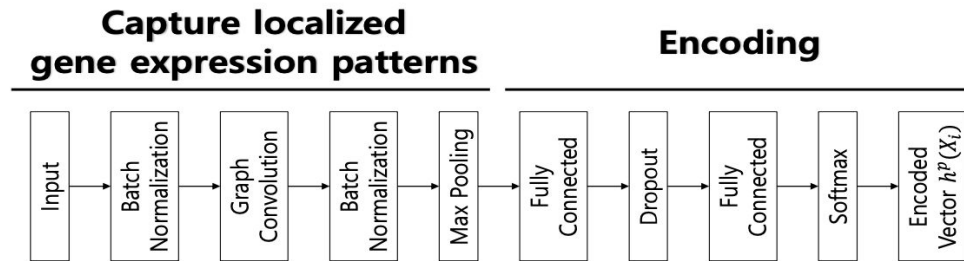 Capture localized
gene expression patterns
Encoding
Input
Batch
Normalization
Graph
Convolution
Batch
Normalization
Max Pooling
Fully
Connected
Dropout
Fully
Connected
Softmax
Encoded
Vector h^p(X_i)